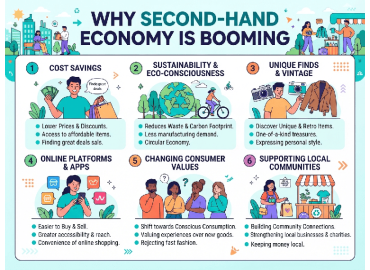 WHY SECOND-HAND
ECONOMY IS BOOMING
1 COST SAVINGS
Lower Prices & Discounts.
Access to affordable items.
Finding great deals sale.
2 SUSTAINABILITY &
ECO-CONSCIOUSNESS
Reduces Waste & Carbon Footprint.
Less manufacturing demand.
Circular Economy.
3 UNIQUE FINDS
& VINTAGE
Discover Unique & Retro Items.
One-of-a-kind treasures.
Expressing personal style.
4 ONLINE PLATFORMS
& APPS
Easier to Buy & Sell.
Greater accessibility & reach.
Convenience of online shopping.
5 CHANGING CONSUMER
VALUES
Shift towards Conscious Consumption.
Valuing experiences over new goods.
Rejecting fast fashion.
6 SUPPORTING LOCAL
COMMUNITIES
Building Community Connections.
Strengthening local businesses & charities.
Keeping money local.